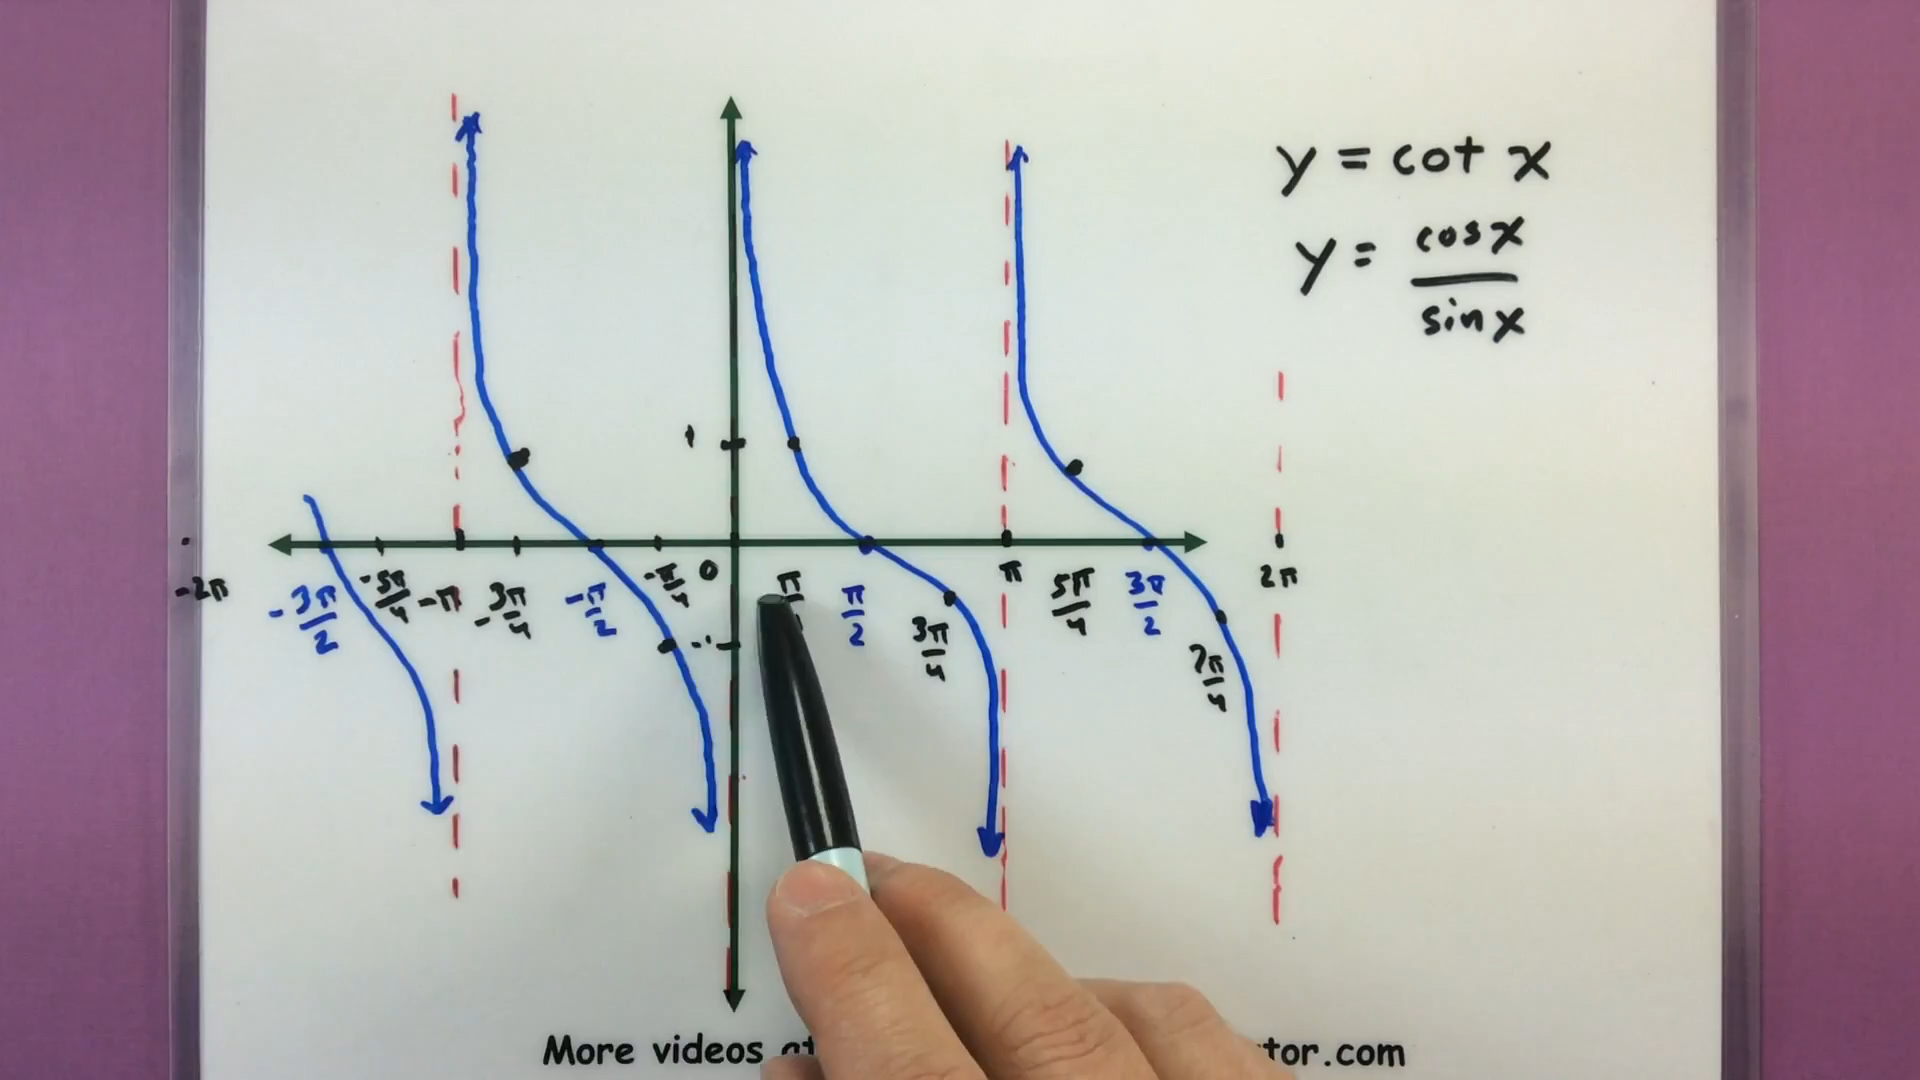 y = cot x
y = cos x / sin x
1
-2π
-3π/2
-5π/4
-π
-3π/4
-π/2
-π/4
0
π
π/2
3π/4
π
5π/4
3π/2
7π/4
2π
-1
More videos at
tor.com